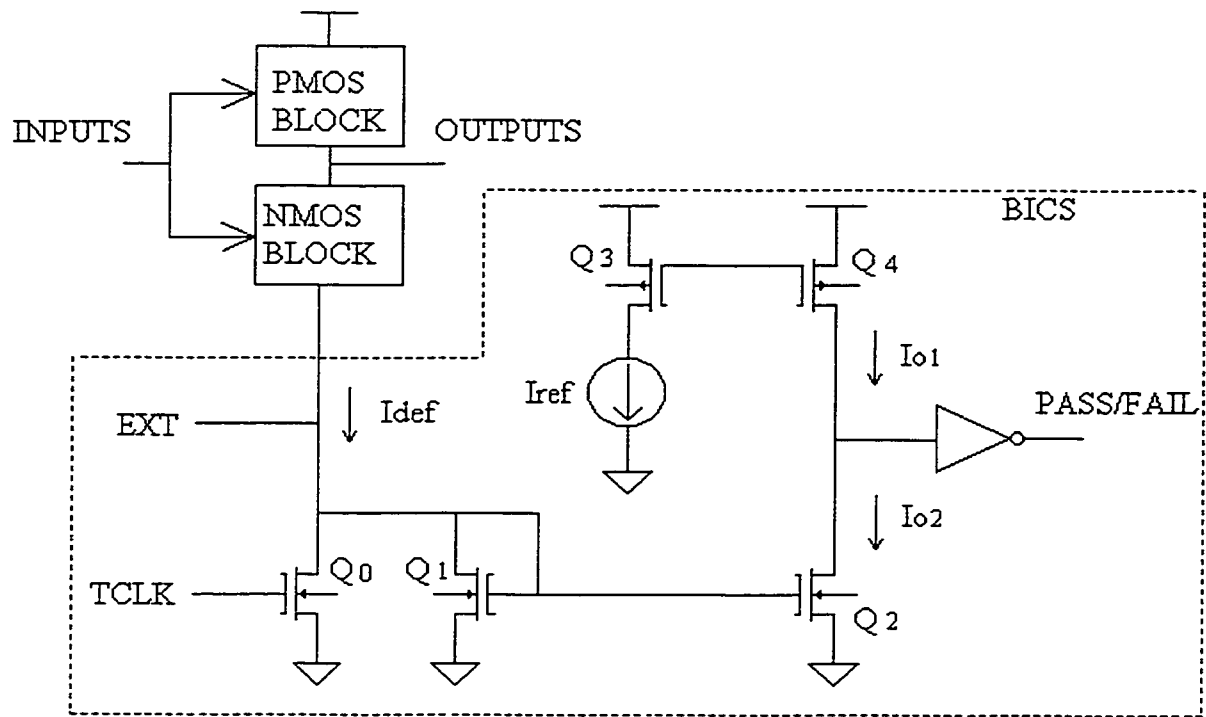 PMOS
BLOCK
INPUTS
OUTPUTS
NMOS
BLOCK
BICS
Q3
Q4
Idef
Iref
Io1
EXT
PASS/FAIL
Io2
TCLK
Q0
Q1
Q2